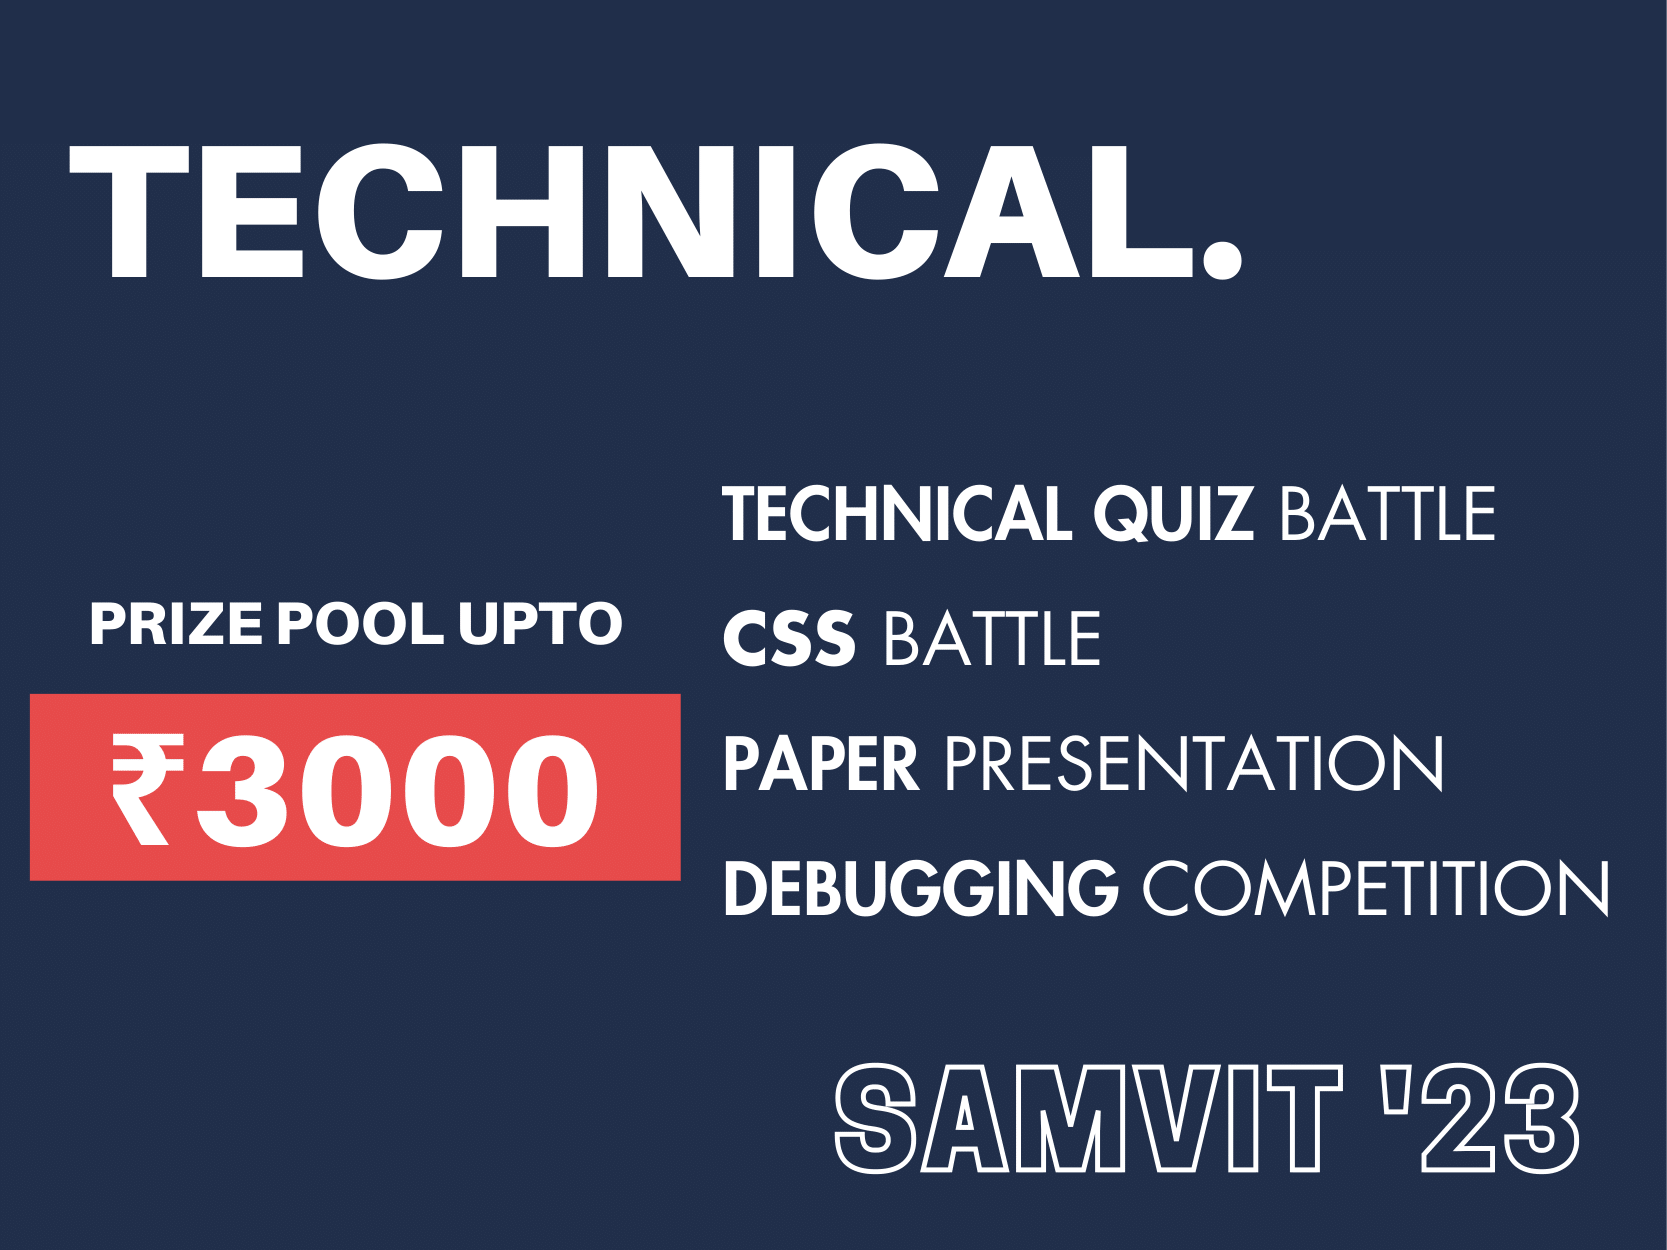 TECHNICAL.
PRIZE POOL UPTO
₹3000
TECHNICAL QUIZ BATTLE
CSS BATTLE
PAPER PRESENTATION
DEBUGGING COMPETITION
SAMVIT '23